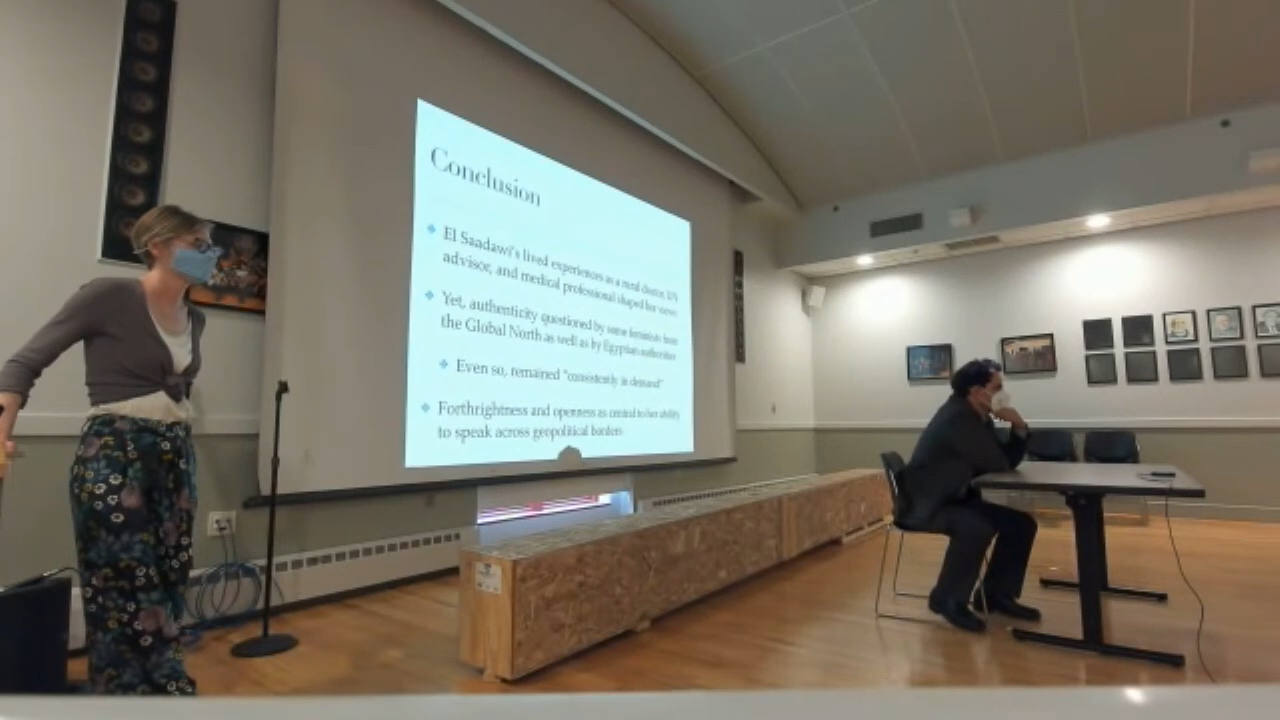 Conclusion
El Saadawi's lived experiences as a rural doctor, UN
advisor, and medical professional shaped her views
Yet, authenticity questioned by some feminists from
the Global North as well as by Egyptian authorities
Even so, remained "consistently in demand"
Forthrightness and openness as central to her ability
to speak across geopolitical borders